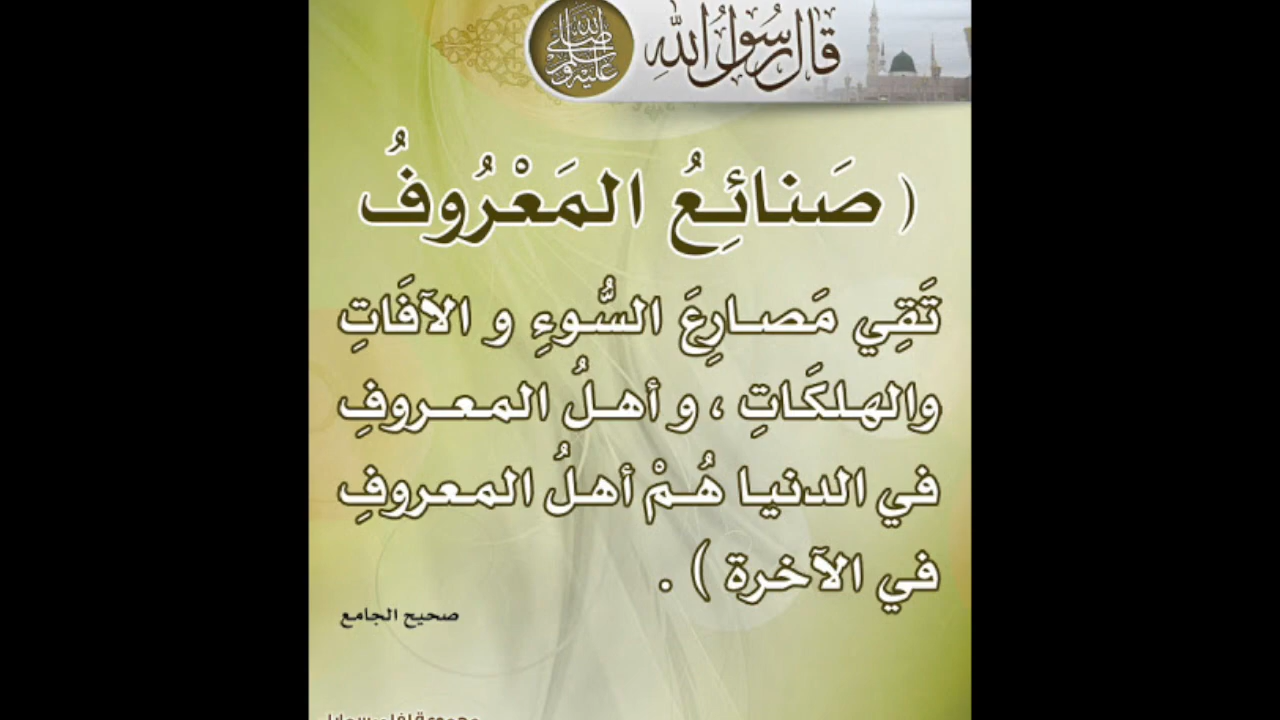 قال رسول الله صلى الله عليه وسلم
( صَنائِعُ المَعْرُوفُ
تَقِي مَصارِعَ السُّوءِ و الآفَاتِ
والهلكَاتِ ، و أهلُ المعروفِ
في الدنيا هُمْ أهلُ المعروفِ
في الآخرة ) .
صحيح الجامع